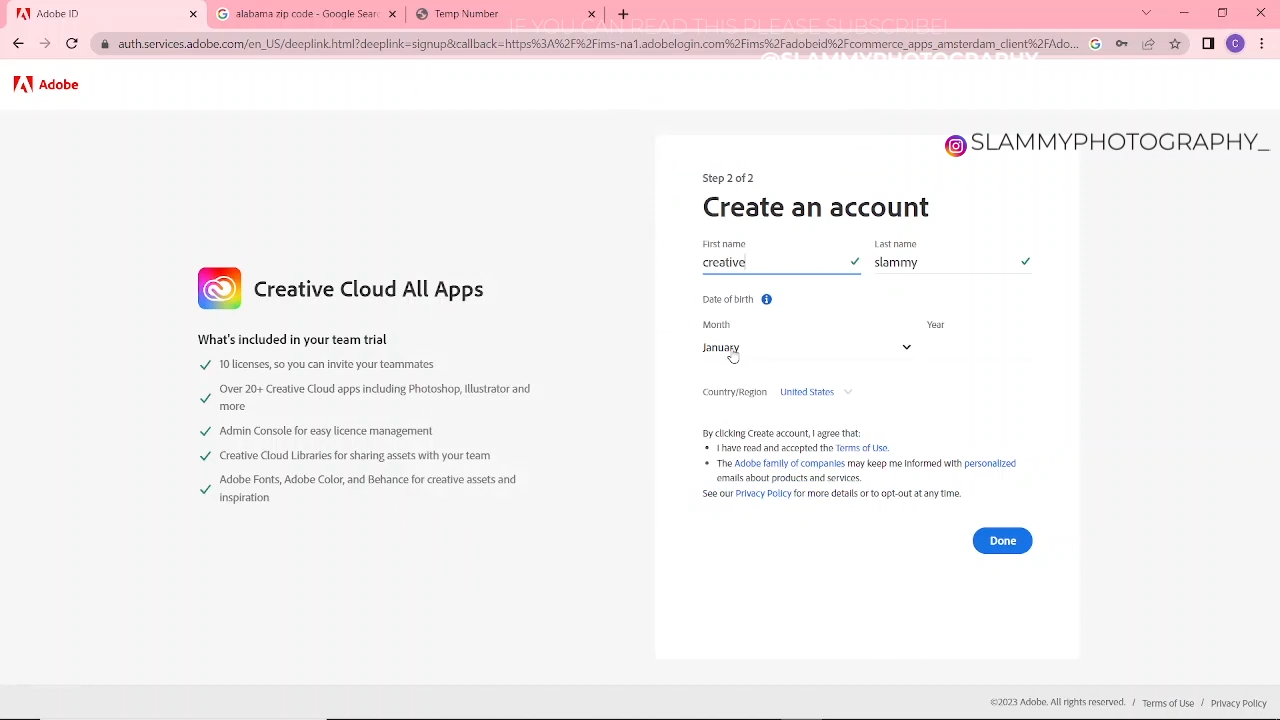 Adobe ID
alabama zip code - Google Sear
Temp Number
IF YOU CAN READ THIS PLEASE SUBSCRIBE!
auth.services.adobe.com/en_US/index.html?deeplink=signup&callback=https%3A%2F%2Fims-na1.adobelogin.com%2Fims%2Fadobeid%2Fcommerce_apps_amsterdam_client%2FAdo...
C
@SLAMMYPHOTOGRAPHY
Adobe
SLAMMYPHOTOGRAPHY_
Step 2 of 2
Create an account
First name
Last name
creative
slammy
Creative Cloud All Apps
Date of birth
Month
Year
What's included in your team trial
January
10 licenses, so you can invite your teammates
Over 20+ Creative Cloud apps including Photoshop, Illustrator and
more
Country/Region United States
Admin Console for easy licence management
Creative Cloud Libraries for sharing assets with your team
Adobe Fonts, Adobe Color, and Behance for creative assets and
inspiration
By clicking Create account, I agree that:
• I have read and accepted the Terms of Use.
• The Adobe family of companies may keep me informed with personalized
emails about products and services.
See our Privacy Policy for more details or to opt-out at any time.
Done
©2023 Adobe. All rights reserved. / Terms of Use / Privacy Policy